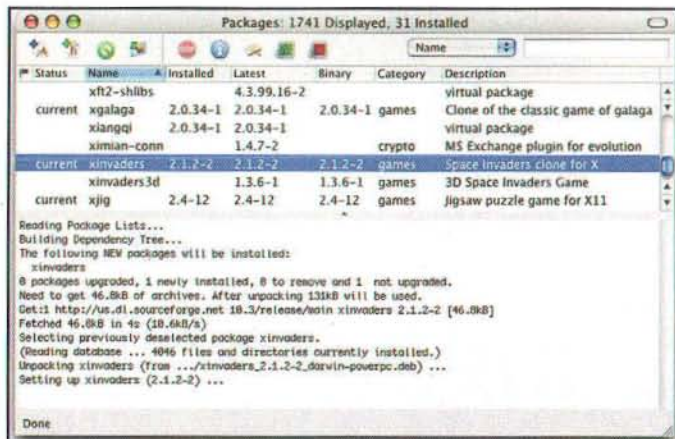 Packages: 1741 Displayed, 31 Installed
Name
Status Name Installed Latest Binary Category Description
xft2-shlibs 4.3.99.16-2 virtual package
current xgalaga 2.0.34-1 2.0.34-1 2.0.34-1 games Clone of the classic game of galaga
xiangqi 2.0.34-1 2.0.34-1 virtual package
ximian-conn 1.4.7-2 crypto MS Exchange plugin for evolution
current xinvaders 2.1.2-2 2.1.2-2 2.1.2-2 games Space Invaders clone for X
xinvaders3d 1.3.6-1 1.3.6-1 games 3D Space Invaders Game
current xjig 2.4-12 2.4-12 2.4-12 games Jigsaw puzzle game for X11
Reading Package Lists...
Building Dependency Tree...
The following NEW packages will be installed:
xinvaders
0 packages upgraded, 1 newly installed, 0 to remove and 1 not upgraded.
Need to get 46.8kB of archives. After unpacking 131kB will be used.
Get:1 http://us.dl.sourceforge.net 10.3/release/main xinvaders 2.1.2-2 [46.8kB]
Fetched 46.8kB in 4s (10.6kB/s)
Selecting previously deselected package xinvaders.
(Reading database ... 4046 files and directories currently installed.)
Unpacking xinvaders (from .../xinvaders_2.1.2-2_darwin-powerpc.deb) ...
Setting up xinvaders (2.1.2-2) ...
Done